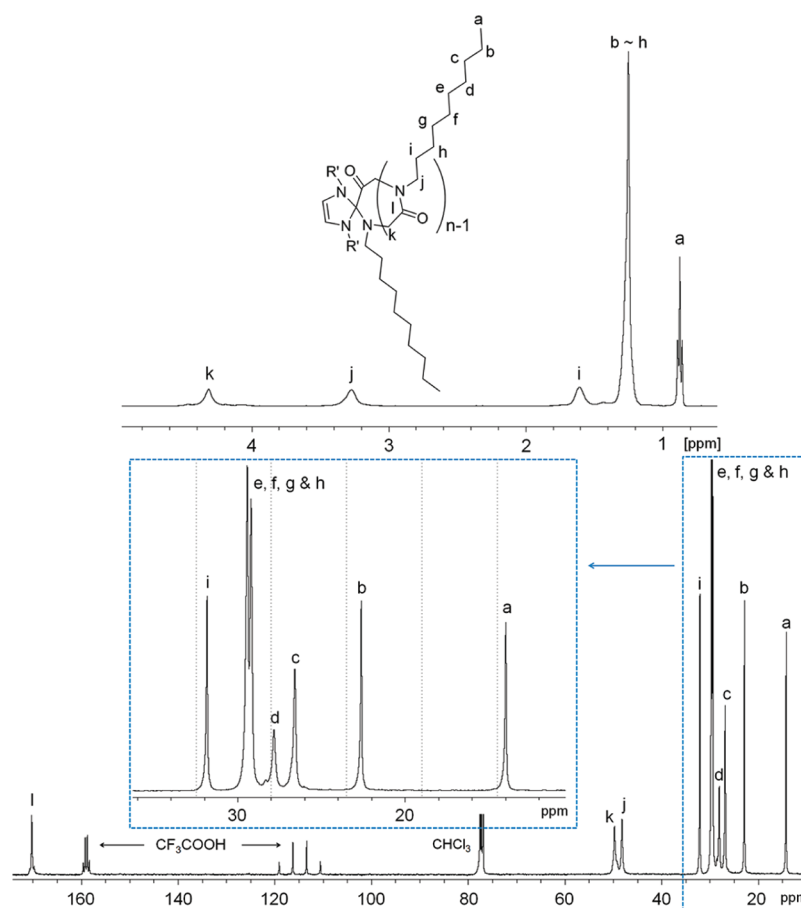 a
b
c
d
e
f
g
h
i
j
R'
O
N
N
l
O
N
N
R'
k
n-1
b ~ h
a
k
j
i
4
3
2
1
[ppm]
e, f, g & h
i
b
a
c
d
30
20
ppm
e, f, g & h
i
b
a
c
d
l
CF3COOH
CHCl3
k
j
160
140
120
100
80
60
40
20
ppm